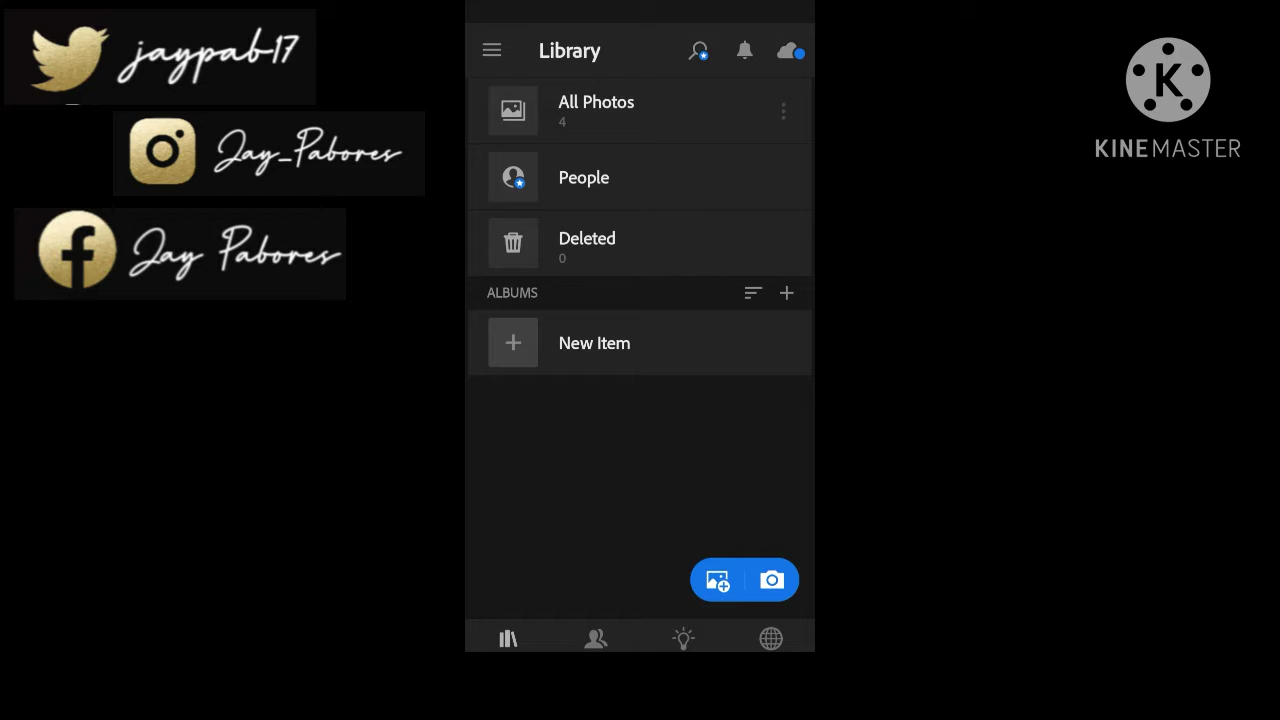 jaypab17
Jay_Pabores
Jay Pabores
Library
All Photos
4
People
Deleted
0
ALBUMS
New Item
K
KINEMASTER